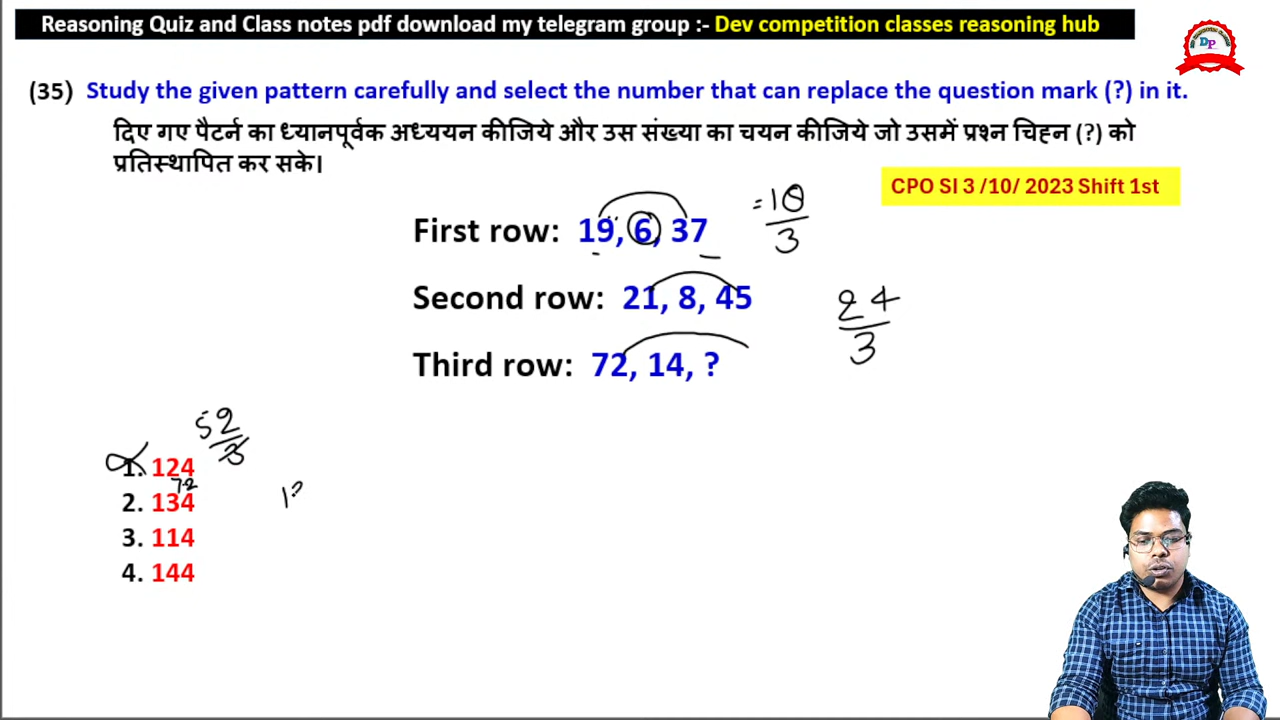 Reasoning Quiz and Class notes pdf download my telegram group :- Dev competition classes reasoning hub
DP
(35) Study the given pattern carefully and select the number that can replace the question mark (?) in it.
दिए गए पैटर्न का ध्यानपूर्वक अध्ययन कीजिये और उस संख्या का चयन कीजिये जो उसमें प्रश्न चिह्न (?) को
प्रतिस्थापित कर सके।
CPO SI 3 /10/ 2023 Shift 1st
First row: 19, 6, 37
=18
3
Second row: 21, 8, 45
24
3
Third row: 72, 14, ?
52
3
1. 124
72
2. 134
3. 114
4. 144